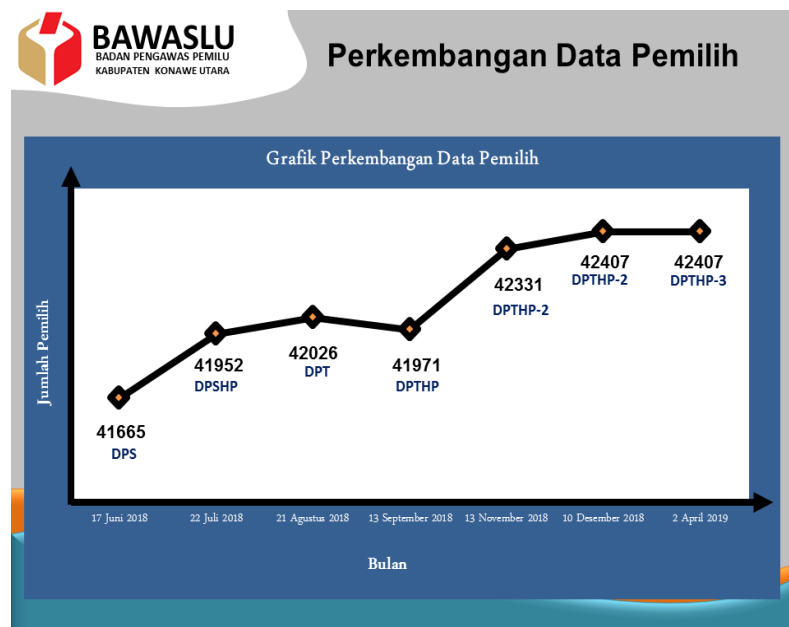 BAWASLU
BADAN PENGAWAS PEMILU
KABUPATEN KONAWE UTARA
Perkembangan Data Pemilih
Grafik Perkembangan Data Pemilih
Jumlah Pemilih
41665
DPS
41952
DPSHP
42026
DPT
41971
DPTHP
42331
DPTHP-2
42407
DPTHP-2
42407
DPTHP-3
17 Juni 2018
22 Juli 2018
21 Agustus 2018
13 September 2018
13 November 2018
10 Desember 2018
2 April 2019
Bulan